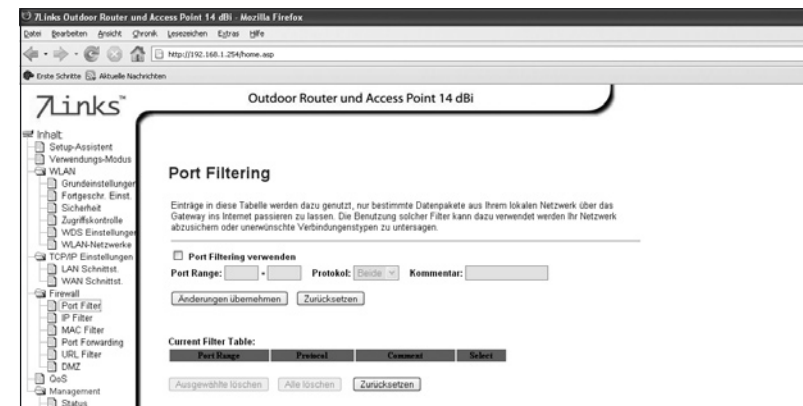 7Links Outdoor Router und Access Point 14 dBi - Mozilla Firefox
Datei Bearbeiten Ansicht Chronik Lesezeichen Extras Hilfe
http://192.168.1.254/home.asp
Erste Schritte Aktuelle Nachrichten
7Links™
Outdoor Router und Access Point 14 dBi
Inhalt:
Setup-Assistent
Verwendungs-Modus
WLAN
Grundeinstellungen
Fortgeschr. Einst.
Sicherheit
Zugriffskontrolle
WDS Einstellunge
WLAN-Netzwerke
TCP/IP Einstellungen
LAN Schnittst.
WAN Schnittst.
Firewall
Port Filter
IP Filter
MAC Filter
Port Forwarding
URL Filter
DMZ
QoS
Management
Status
Port Filtering
Einträge in diese Tabelle werden dazu genutzt, nur bestimmte Datenpakete aus Ihrem lokalen Netzwerk über das
Gateway ins Internet passieren zu lassen. Die Benutzung solcher Filter kann dazu verwendet werden Ihr Netzwerk
abzusichern oder unerwünschte Verbindungenstypen zu untersagen.
Port Filtering verwenden
Port Range: - Protokol: Beide Kommentar:
Änderungen übernehmen Zurücksetzen
Current Filter Table:
Port Range Protocol Comment Select
Ausgewählte löschen Alle löschen Zurücksetzen